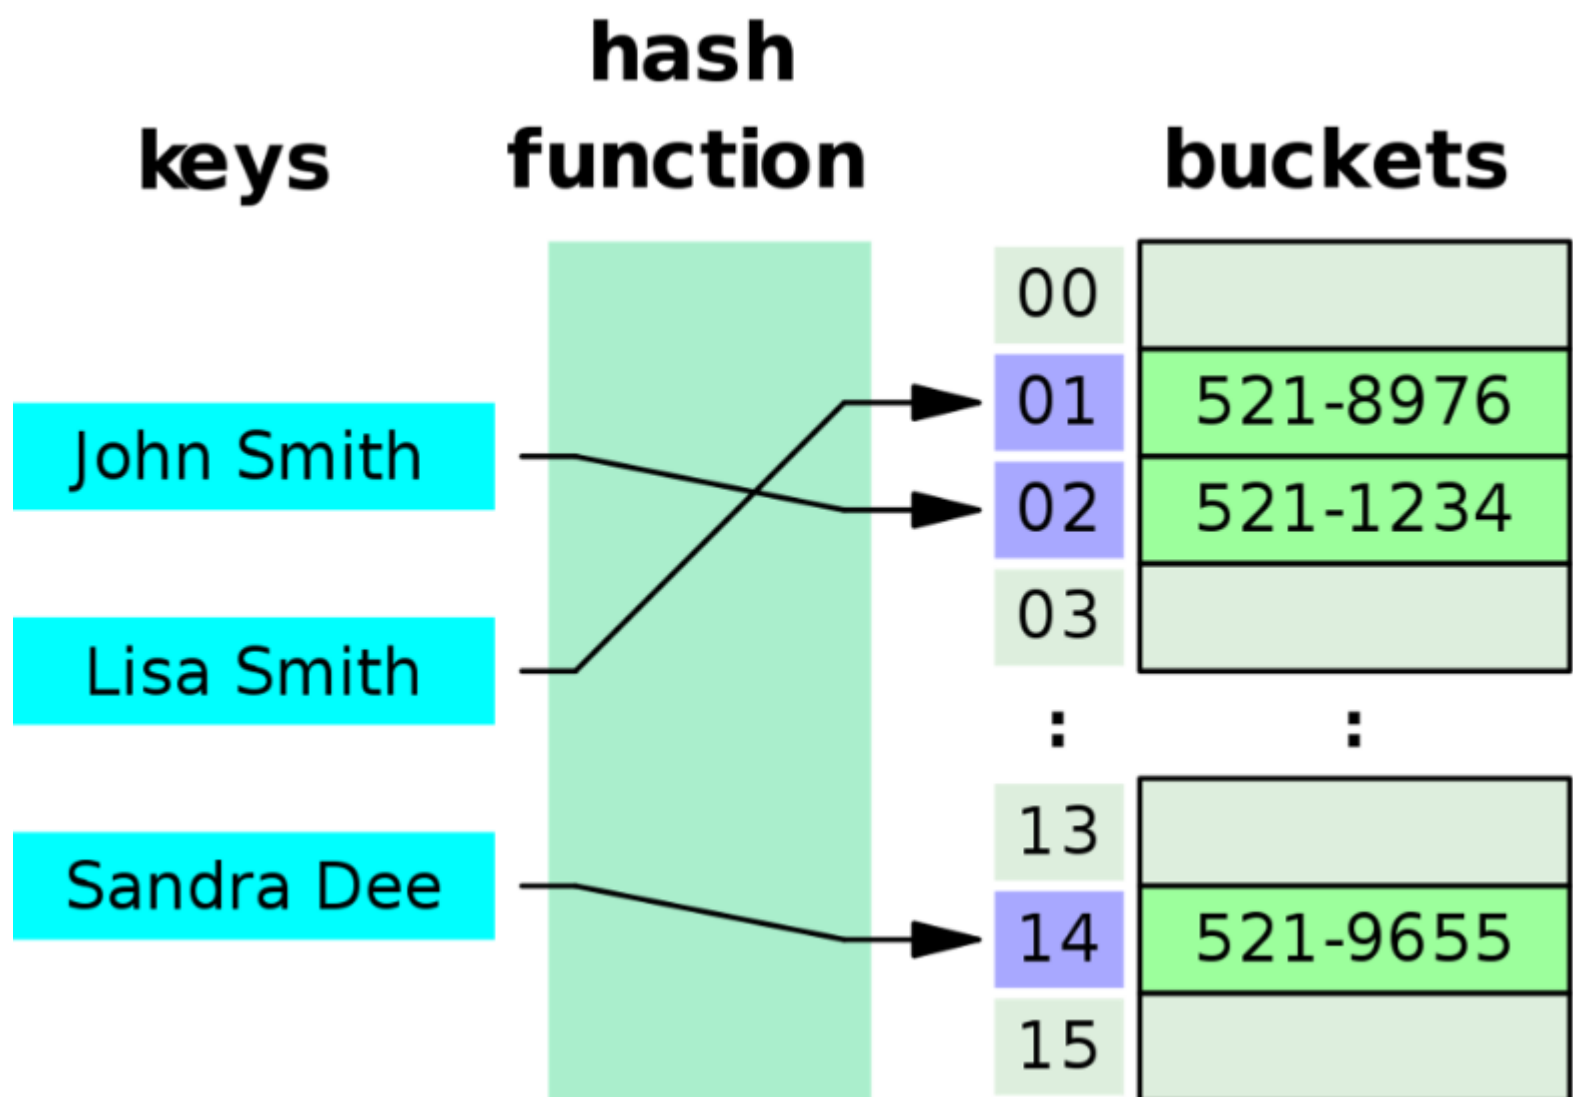 hash
keys function buckets
00
01 521-8976
John Smith
02 521-1234
03
Lisa Smith
: :
13
Sandra Dee
14 521-9655
15